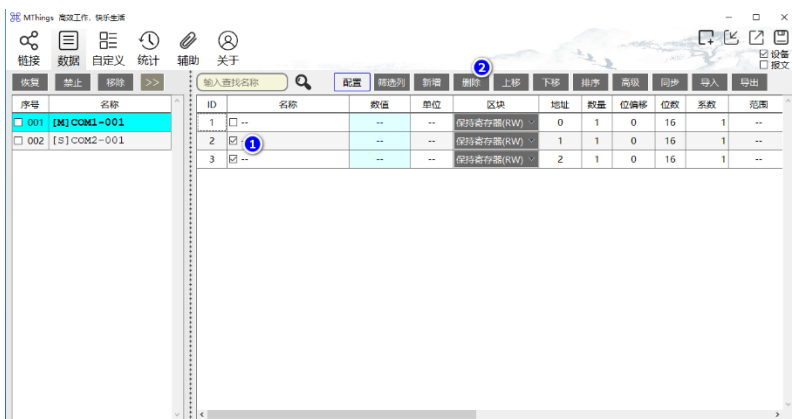 MThings 高效工作，快乐生活
链接 数据 自定义 统计 辅助 关于
设备
报文
恢复 禁止 移除 >> 输入查找名称 配置 筛选列 新增 删除 上移 下移 排序 高级 同步 导入 导出
2
序号 名称 ID 名称 数值 单位 区块 地址 数量 位偏移 位数 系数 范围
001 [M]COM1-001 1 -- -- -- 保持寄存器(RW) 0 1 0 16 1 --
002 [S]COM2-001 2 - 1 -- -- 保持寄存器(RW) 1 1 0 16 1 --
3 -- -- -- 保持寄存器(RW) 2 1 0 16 1 --